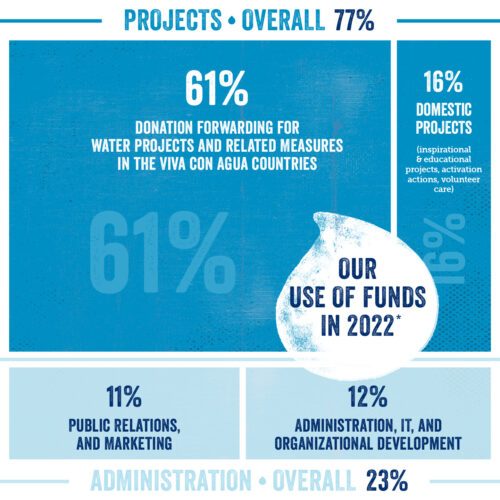 PROJECTS • OVERALL 77%
61%
DONATION FORWARDING FOR
WATER PROJECTS AND RELATED MEASURES
IN THE VIVA CON AGUA COUNTRIES
61%
16%
DOMESTIC
PROJECTS
(inspirational
& educational
projects, activation
actions, volunteer
care)
16%
OUR
USE OF FUNDS
IN 2022*
11%
PUBLIC RELATIONS,
AND MARKETING
12%
ADMINISTRATION, IT, AND
ORGANIZATIONAL DEVELOPMENT
ADMINISTRATION • OVERALL 23%